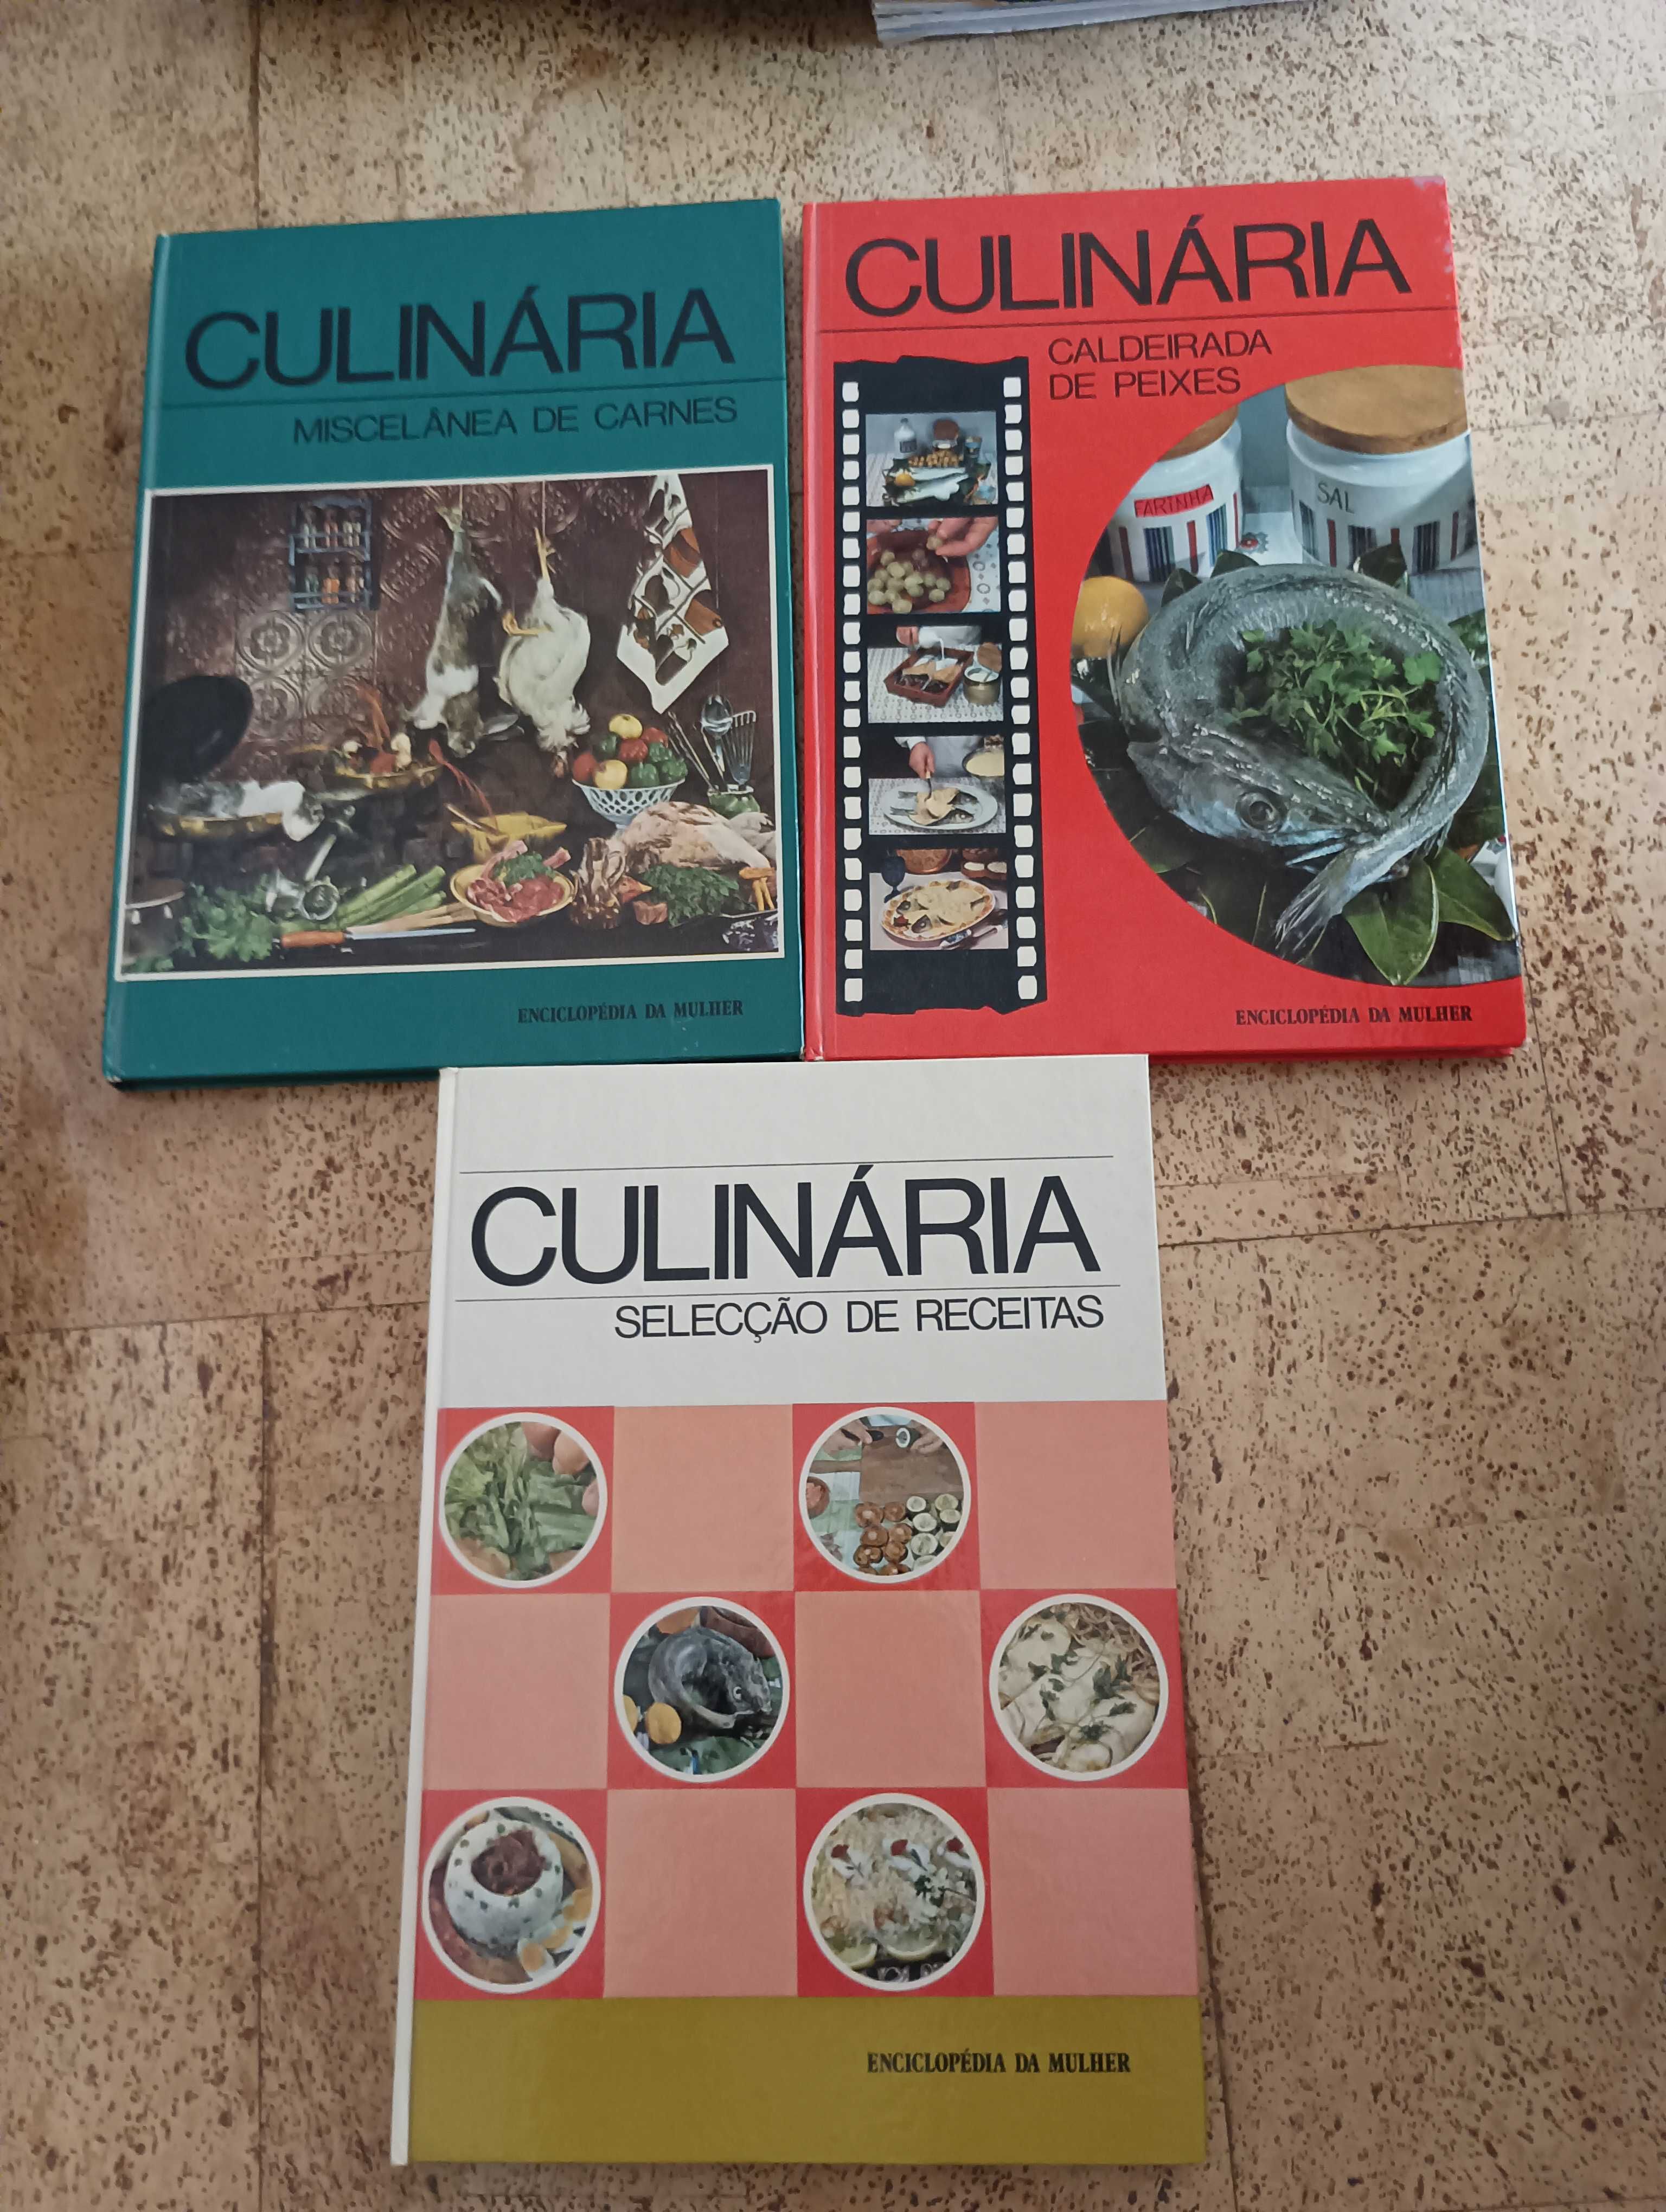 CULINÁRIA
MISCELÂNEA DE CARNES
ENCICLOPÉDIA DA MULHER
CULINÁRIA
CALDEIRADA
DE PEIXES
FARINHA
SAL
ENCICLOPÉDIA DA MULHER
CULINÁRIA
SELECÇÃO DE RECEITAS
ENCICLOPÉDIA DA MULHER